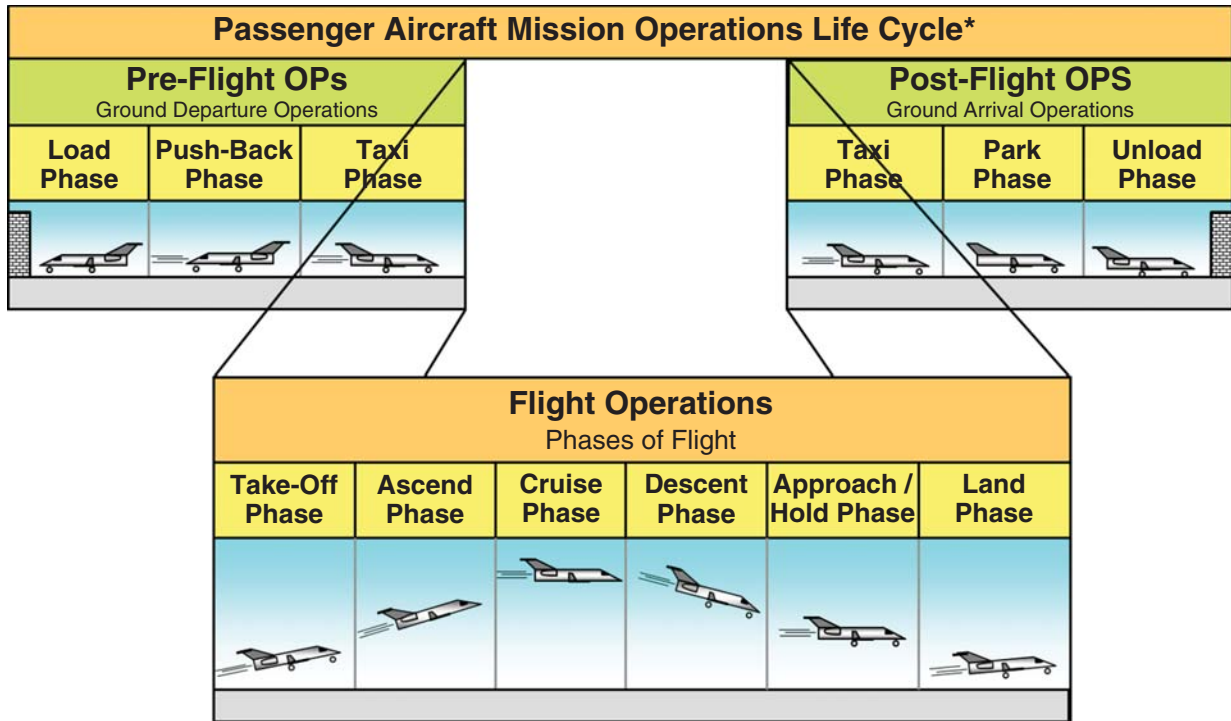 Passenger Aircraft Mission Operations Life Cycle*
Pre-Flight OPs
Ground Departure Operations
Load
Phase
Push-Back
Phase
Taxi
Phase
Post-Flight OPS
Ground Arrival Operations
Taxi
Phase
Park
Phase
Unload
Phase
Flight Operations
Phases of Flight
Take-Off
Phase
Ascend
Phase
Cruise
Phase
Descent
Phase
Approach /
Hold Phase
Land
Phase